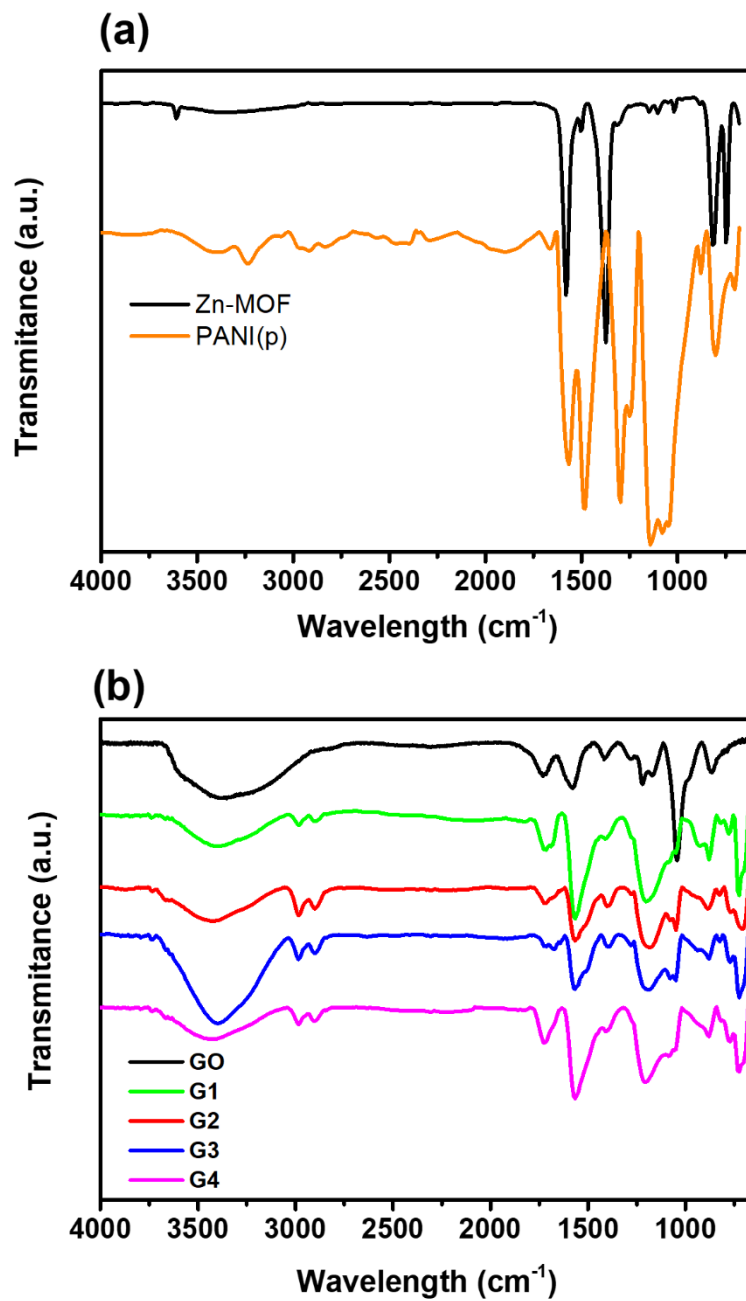 (a)
Transmitance (a.u.)
Zn-MOF
PANI(p)
4000 3500 3000 2500 2000 1500 1000
Wavelength (cm⁻¹)
(b)
Transmitance (a.u.)
GO
G1
G2
G3
G4
4000 3500 3000 2500 2000 1500 1000
Wavelength (cm⁻¹)